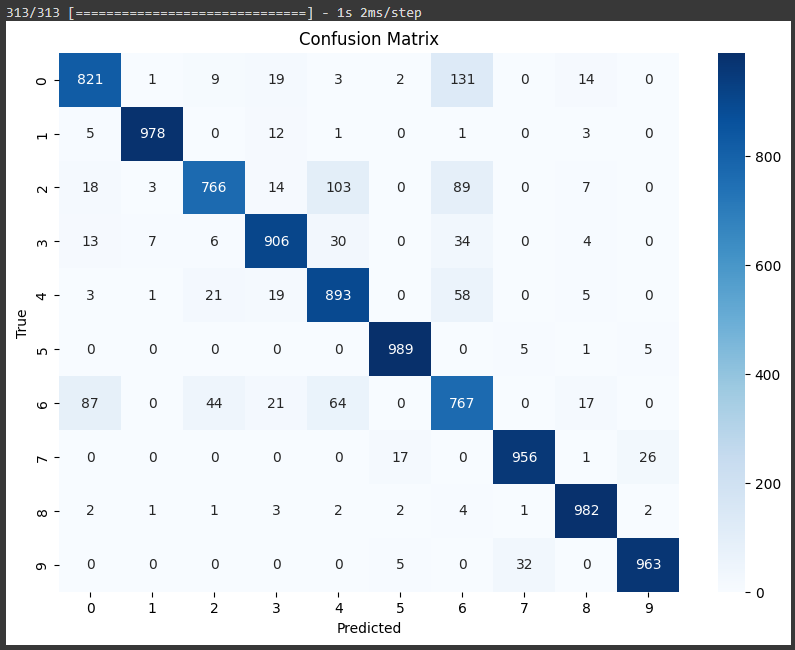 313/313 [==============================] - 1s 2ms/step
Confusion Matrix
0 821 1 9 19 3 2 131 0 14 0
1 5 978 0 12 1 0 1 0 3 0
2 18 3 766 14 103 0 89 0 7 0
3 13 7 6 906 30 0 34 0 4 0
4 3 1 21 19 893 0 58 0 5 0
5 0 0 0 0 0 989 0 5 1 5
6 87 0 44 21 64 0 767 0 17 0
7 0 0 0 0 0 17 0 956 1 26
8 2 1 1 3 2 2 4 1 982 2
9 0 0 0 0 0 5 0 32 0 963
0 1 2 3 4 5 6 7 8 9
Predicted
True
800
600
400
200
0